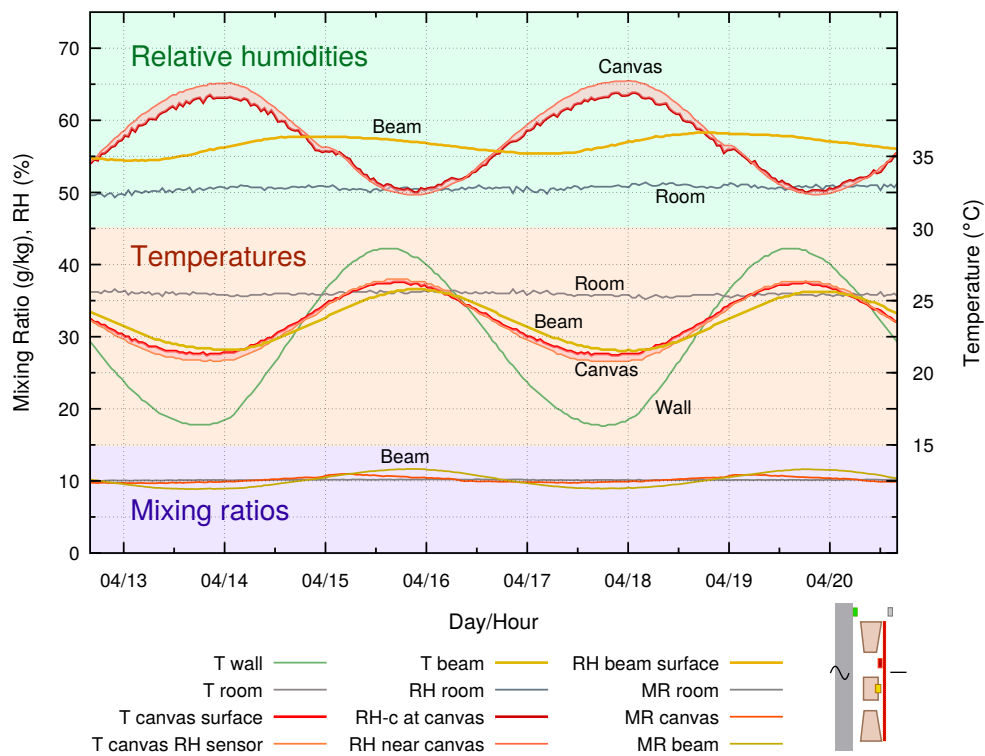 70
Relative humidities
Canvas
60
Beam
50
Room
35
30
Mixing Ratio (g/kg), RH (%)
Temperature (°C)
40
Temperatures
Room
25
30
Beam
Canvas
20
20
Wall
15
Beam
10
Mixing ratios
0
04/13 04/14 04/15 04/16 04/17 04/18 04/19 04/20
Day/Hour
T wall T beam RH beam surface
T room RH room MR room
T canvas surface RH-c at canvas MR canvas
T canvas RH sensor RH near canvas MR beam